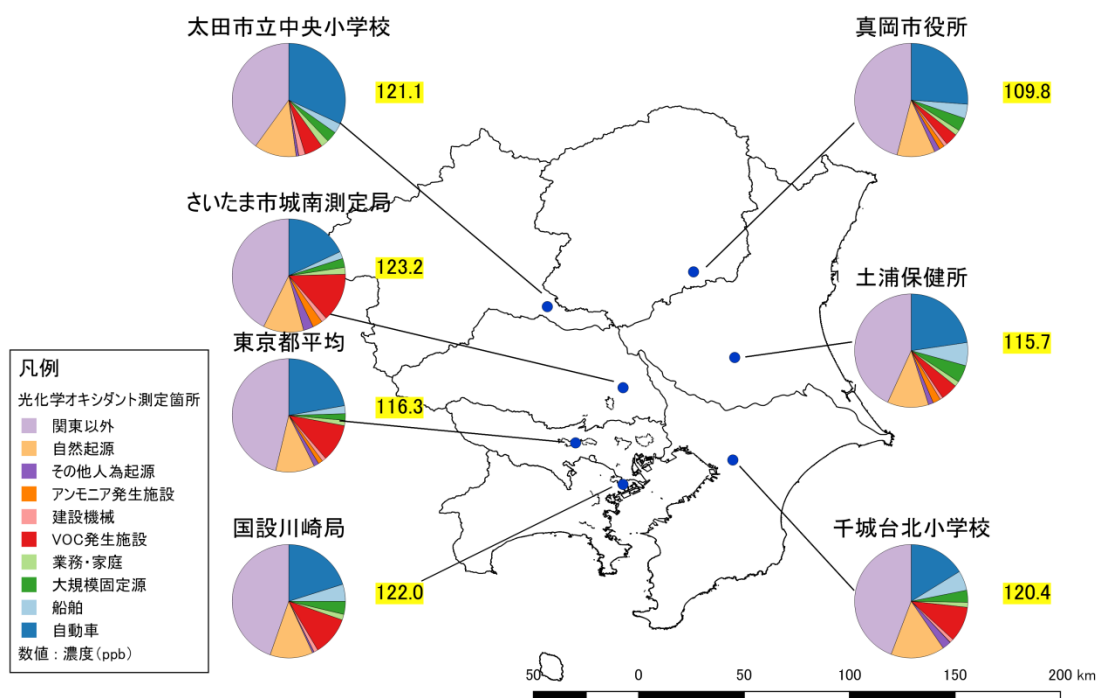 太田市立中央小学校
121.1
真岡市役所
109.8
さいたま市城南測定局
123.2
土浦保健所
115.7
東京都平均
116.3
国設川崎局
122.0
千城台北小学校
120.4
凡例
光化学オキシダント測定箇所
関東以外
自然起源
その他人為起源
アンモニア発生施設
建設機械
VOC発生施設
業務・家庭
大規模固定源
船舶
自動車
数値：濃度（ppb）
50 0 50 100 150 200 km